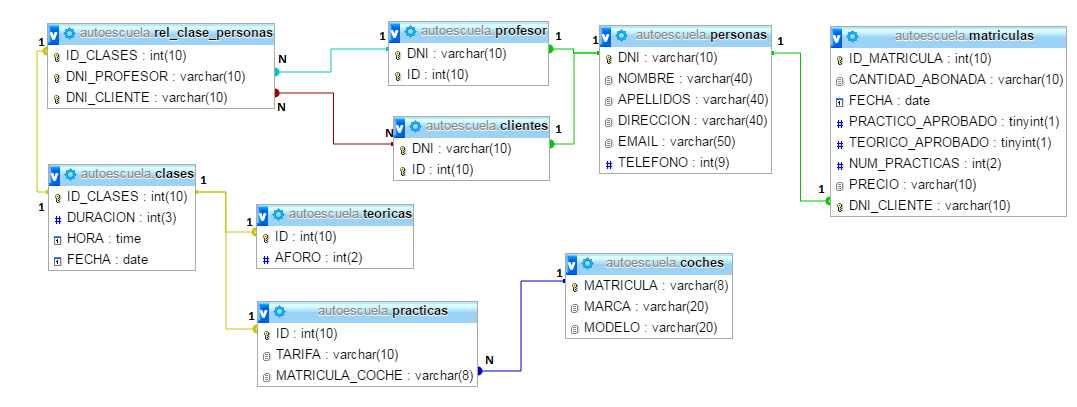 autoescuela.rel_clase_personas
ID_CLASES : int(10)
DNI_PROFESOR : varchar(10)
DNI_CLIENTE : varchar(10)
1
N
N
autoescuela.profesor
DNI : varchar(10)
ID : int(10)
1
1
autoescuela.clientes
DNI : varchar(10)
ID : int(10)
N
1
autoescuela.personas
DNI : varchar(10)
NOMBRE : varchar(40)
APELLIDOS : varchar(40)
DIRECCION : varchar(40)
EMAIL : varchar(50)
TELEFONO : int(9)
1
1
autoescuela.matriculas
ID_MATRICULA : int(10)
CANTIDAD_ABONADA : varchar(10)
FECHA : date
PRACTICO_APROBADO : tinyint(1)
TEORICO_APROBADO : tinyint(1)
NUM_PRACTICAS : int(2)
PRECIO : varchar(10)
DNI_CLIENTE : varchar(10)
1
autoescuela.clases
ID_CLASES : int(10)
DURACION : int(3)
HORA : time
FECHA : date
1
1
autoescuela.teoricas
ID : int(10)
AFORO : int(2)
1
autoescuela.practicas
ID : int(10)
TARIFA : varchar(10)
MATRICULA_COCHE : varchar(8)
1
N
autoescuela.coches
MATRICULA : varchar(8)
MARCA : varchar(20)
MODELO : varchar(20)
1